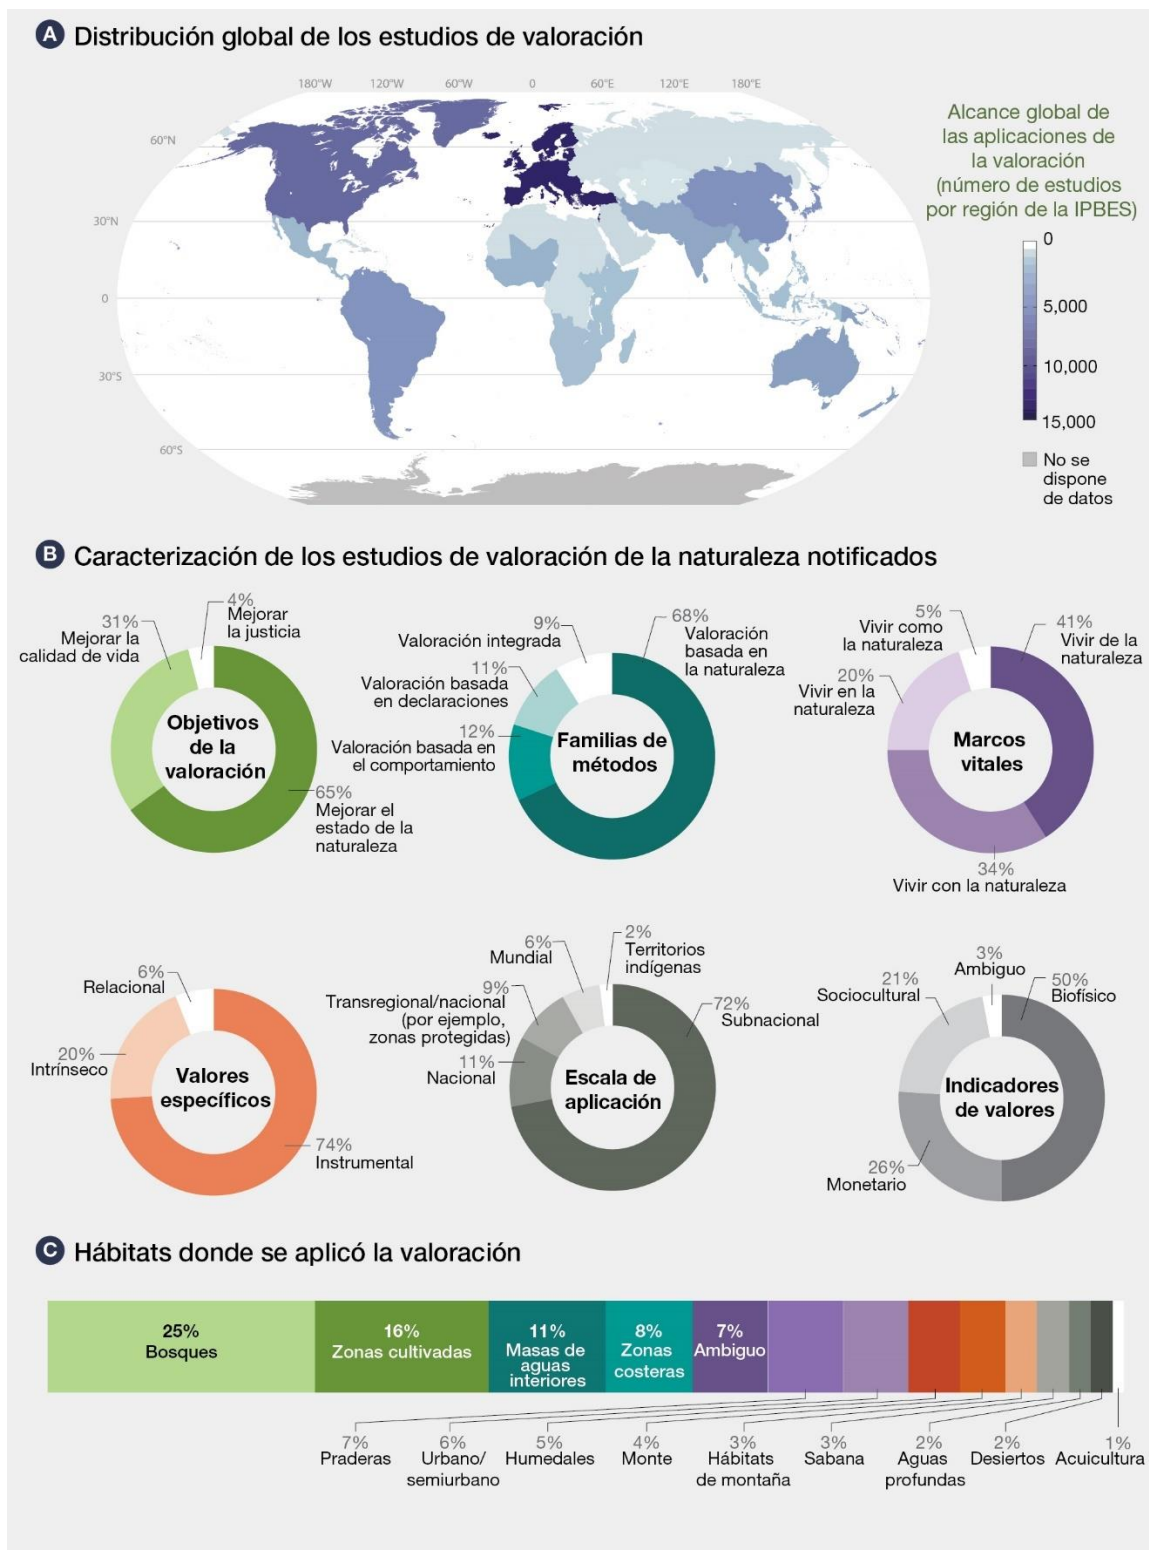 A Distribución global de los estudios de valoración
180°W 120°W 60°W 0 60°E 120°E 180°E
60°N
30°N
0
30°S
60°S
Alcance global de
las aplicaciones de
la valoración
(número de estudios
por región de la IPBES)
0
5,000
10,000
15,000
No se
dispone
de datos
B Caracterización de los estudios de valoración de la naturaleza notificados
31%
Mejorar la
calidad de vida
4%
Mejorar
la justicia
Objetivos
de la
valoración
65%
Mejorar el
estado de la
naturaleza
9%
Valoración integrada
11%
Valoración basada
en declaraciones
12%
Valoración basada en
el comportamiento
68%
Valoración
basada en
la naturaleza
Familias de
métodos
5%
Vivir como
la naturaleza
20%
Vivir en la
naturaleza
41%
Vivir de la
naturaleza
Marcos
vitales
34%
Vivir con la naturaleza
6%
Relacional
20%
Intrínseco
Valores
específicos
74%
Instrumental
6%
Mundial
2%
Territorios
indígenas
9%
Transregional/nacional
(por ejemplo,
zonas protegidas)
11%
Nacional
72%
Subnacional
Escala de
aplicación
3%
Ambiguo
21%
Sociocultural
50%
Biofísico
Indicadores
de valores
26%
Monetario
C Hábitats donde se aplicó la valoración
25%
Bosques
16%
Zonas cultivadas
11%
Masas de
aguas
interiores
8%
Zonas
costeras
7%
Ambiguo
7%
Praderas
6%
Urbano/
semiurbano
5%
Humedales
4%
Monte
3%
Hábitats
de montaña
3%
Sabana
2%
Aguas
profundas
2%
Desiertos
1%
Acuicultura